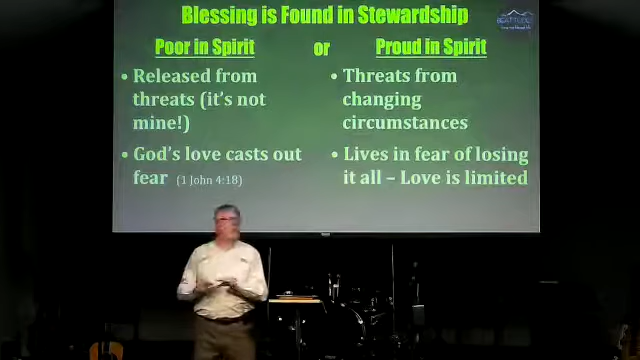 Blessing is Found in Stewardship
Poor in Spirit or Proud in Spirit
• Released from
threats (it's not
mine!)
• God's love casts out
fear (1 John 4:18)
• Threats from
changing
circumstances
• Lives in fear of losing
it all – Love is limited